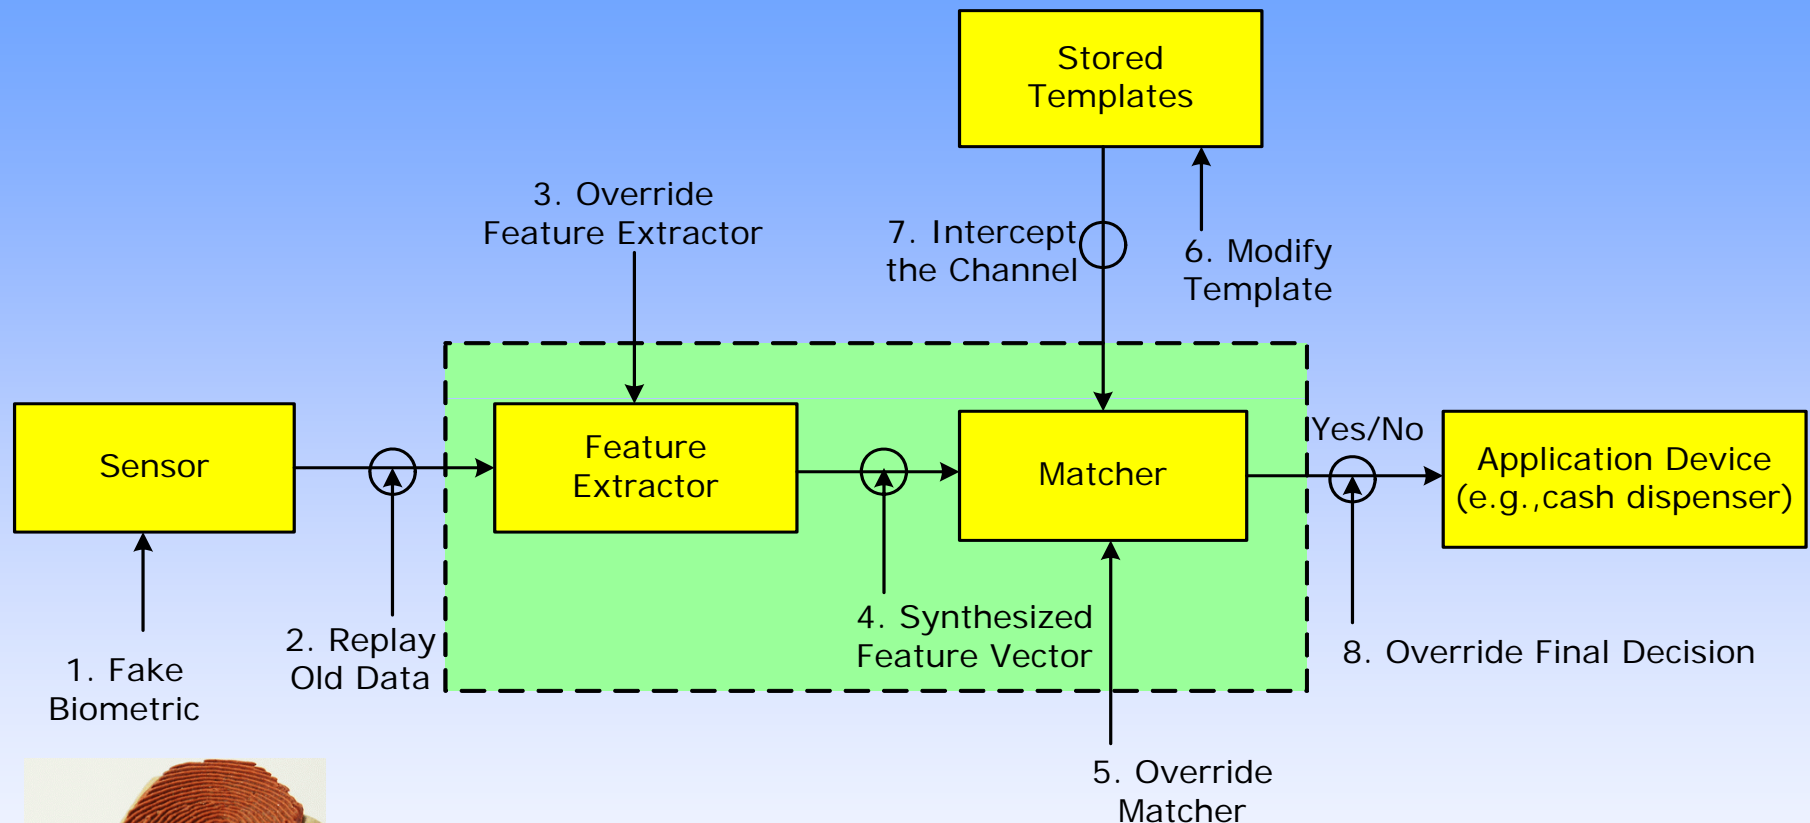 Stored
Templates
3. Override
Feature Extractor
7. Intercept
the Channel
6. Modify
Template
Sensor
Feature
Extractor
Matcher
Yes/No
Application Device
(e.g.,cash dispenser)
2. Replay
Old Data
4. Synthesized
Feature Vector
8. Override Final Decision
1. Fake
Biometric
5. Override
Matcher